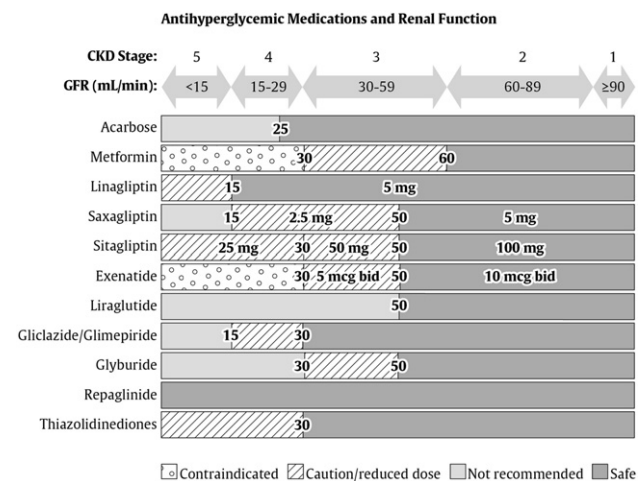 Antihyperglycemic Medications and Renal Function
CKD Stage: 5 4 3 2 1
GFR (mL/min): <15 15-29 30-59 60-89 ≥90
Acarbose 25
Metformin 30 60
Linagliptin 15 5 mg
Saxagliptin 15 2.5 mg 50 5 mg
Sitagliptin 25 mg 30 50 mg 50 100 mg
Exenatide 30 5 mcg bid 50 10 mcg bid
Liraglutide 50
Gliclazide/Glimepiride 15 30
Glyburide 30 50
Repaglinide
Thiazolidinediones 30
Contraindicated Caution/reduced dose Not recommended Safe